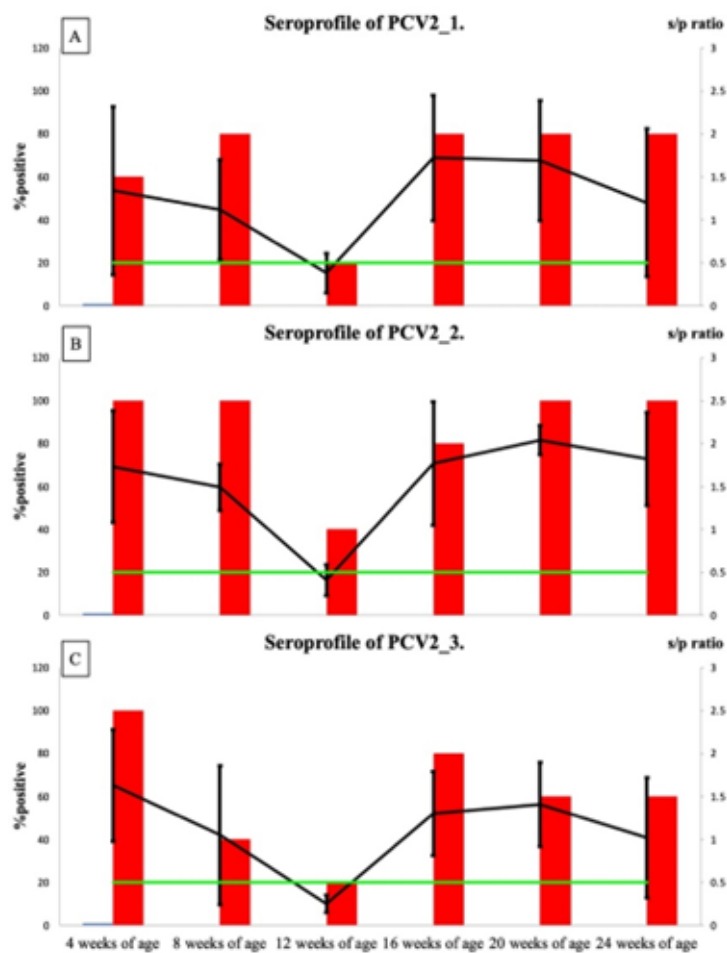 A
Seroprofile of PCV2_1.
s/p ratio
%positive
120 3
100 2.5
80 2
60 1.5
40 1
20 0.5
0 0
B
Seroprofile of PCV2_2.
s/p ratio
%positive
120 3
100 2.5
80 2
60 1.5
40 1
20 0.5
0 0
C
Seroprofile of PCV2_3.
s/p ratio
%positive
120 3
100 2.5
80 2
60 1.5
40 1
20 0.5
0 0
4 weeks of age 8 weeks of age 12 weeks of age 16 weeks of age 20 weeks of age 24 weeks of age